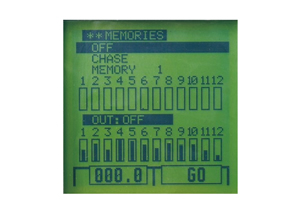 **MEMORIES
OFF
CHASE
MEMORY 1
1 2 3 4 5 6 7 8 9 10 11 12
OUT:OFF
1 2 3 4 5 6 7 8 9 10 11 12
000.0 GO